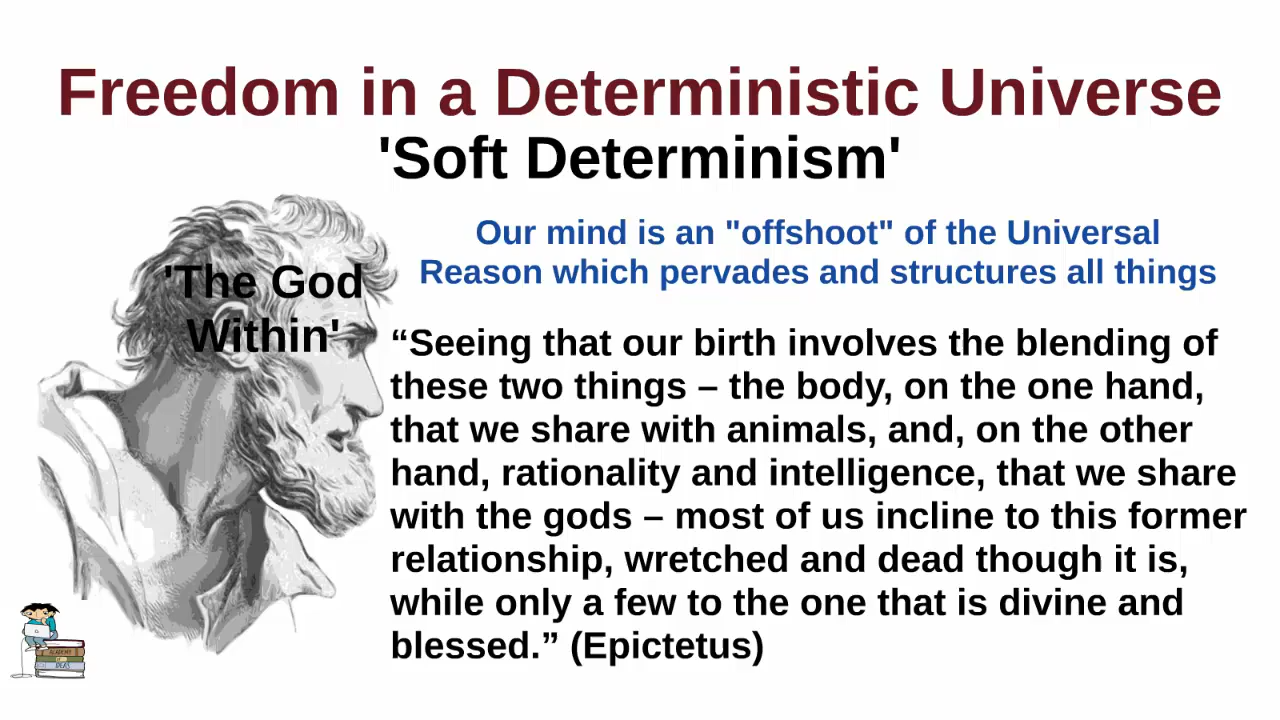 Freedom in a Deterministic Universe
'Soft Determinism'
'The God
Within'
Our mind is an "offshoot" of the Universal
Reason which pervades and structures all things
“Seeing that our birth involves the blending of
these two things – the body, on the one hand,
that we share with animals, and, on the other
hand, rationality and intelligence, that we share
with the gods – most of us incline to this former
relationship, wretched and dead though it is,
while only a few to the one that is divine and
blessed.” (Epictetus)
ACADEMY
OF
IDEAS